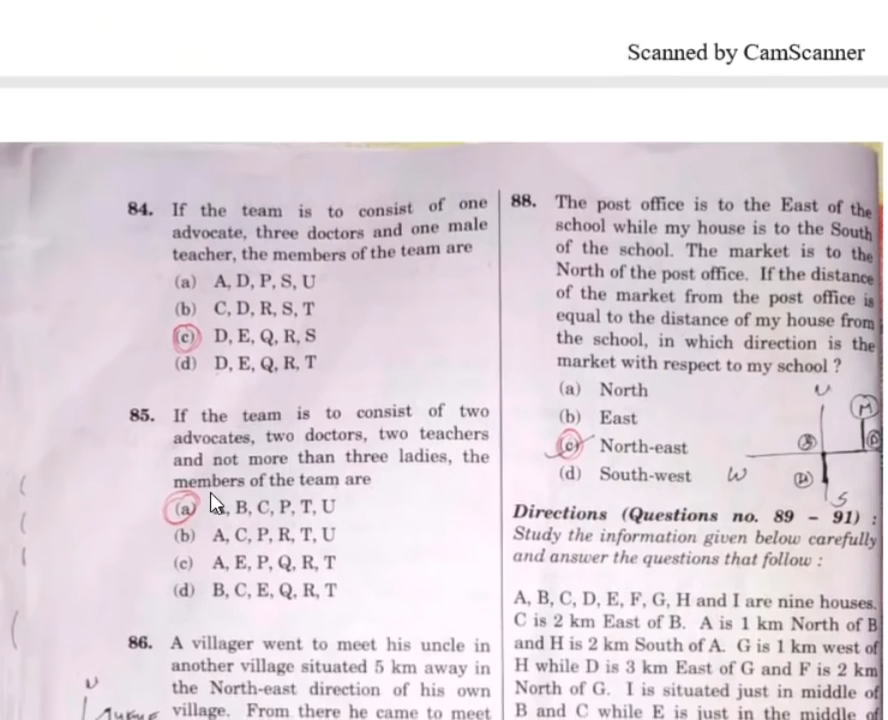 Scanned by CamScanner
84. If the team is to consist of one
advocate, three doctors and one male
teacher, the members of the team are
(a) A, D, P, S, U
(b) C, D, R, S, T
(c) D, E, Q, R, S
(d) D, E, Q, R, T
85. If the team is to consist of two
advocates, two doctors, two teachers
and not more than three ladies, the
members of the team are
(a) B, C, P, T, U
(b) A, C, P, R, T, U
(c) A, E, P, Q, R, T
(d) B, C, E, Q, R, T
86. A villager went to meet his uncle in
another village situated 5 km away in
the North-east direction of his own
village. From there he came to meet
88. The post office is to the East of the
school while my house is to the South
of the school. The market is to the
North of the post office. If the distance
of the market from the post office is
equal to the distance of my house from
the school, in which direction is the
market with respect to my school ?
(a) North
(b) East
(c) North-east
(d) South-west
M
W
S
Directions (Questions no. 89 – 91) :
Study the information given below carefully
and answer the questions that follow :
A, B, C, D, E, F, G, H and I are nine houses.
C is 2 km East of B. A is 1 km North of B
and H is 2 km South of A. G is 1 km west of
H while D is 3 km East of G and F is 2 km
North of G. I is situated just in middle of
B and C while E is just in the middle of